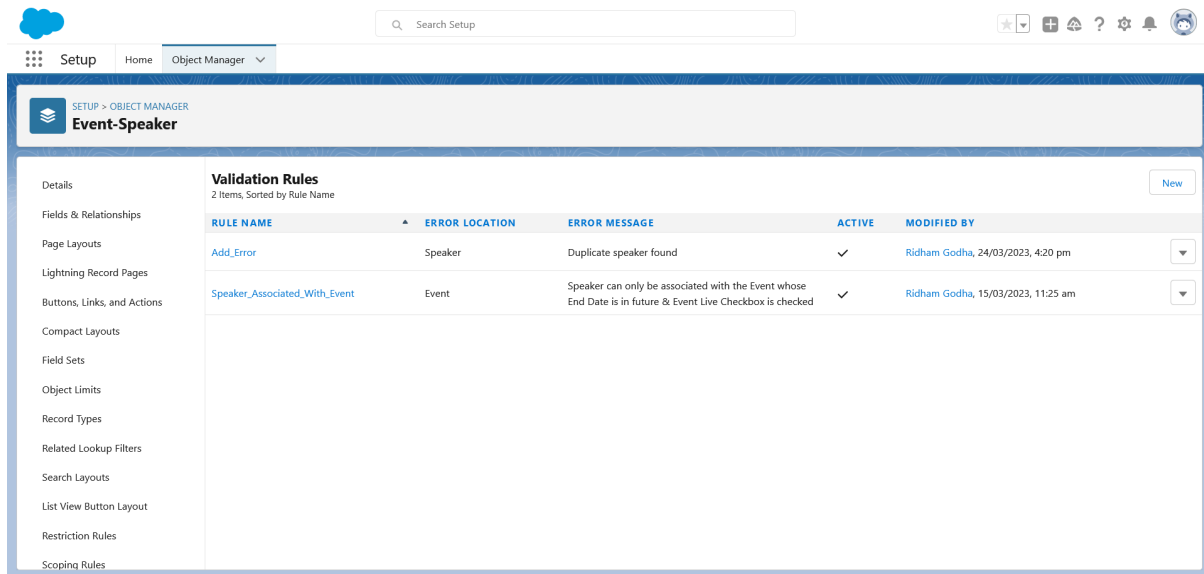 Search Setup
Setup
Home
Object Manager
SETUP > OBJECT MANAGER
Event-Speaker
Details
Fields & Relationships
Page Layouts
Lightning Record Pages
Buttons, Links, and Actions
Compact Layouts
Field Sets
Object Limits
Record Types
Related Lookup Filters
Search Layouts
List View Button Layout
Restriction Rules
Scoping Rules
Validation Rules
2 Items, Sorted by Rule Name
New
RULE NAME ERROR LOCATION ERROR MESSAGE ACTIVE MODIFIED BY
Add_Error Speaker Duplicate speaker found Ridham Godha, 24/03/2023, 4:20 pm
Speaker_Associated_With_Event Event Speaker can only be associated with the Event whose
End Date is in future & Event Live Checkbox is checked Ridham Godha, 15/03/2023, 11:25 am